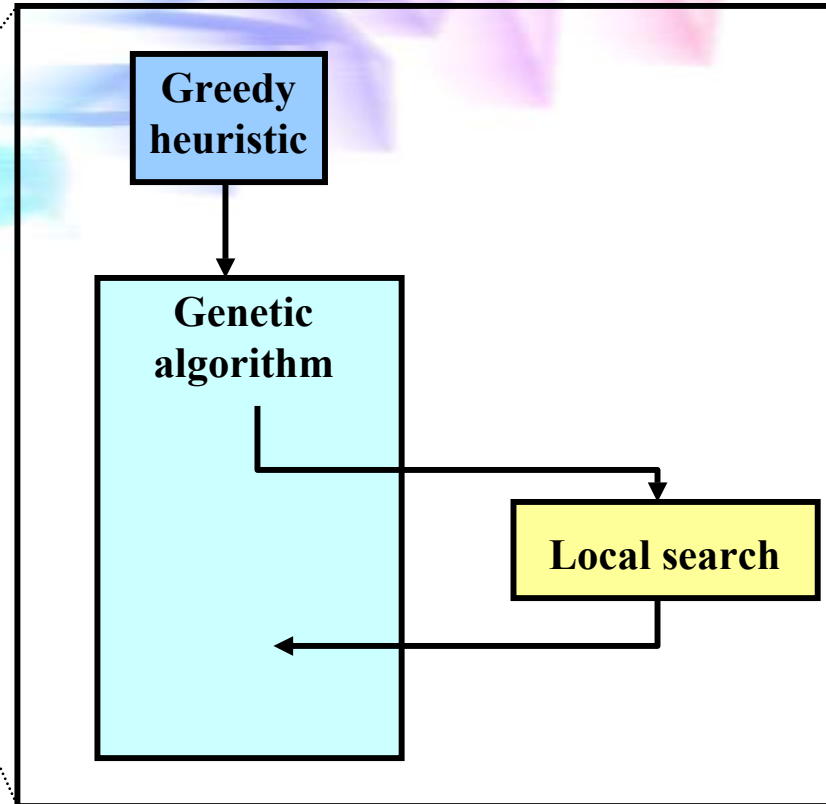 Greedy
heuristic
Genetic
algorithm
Local search